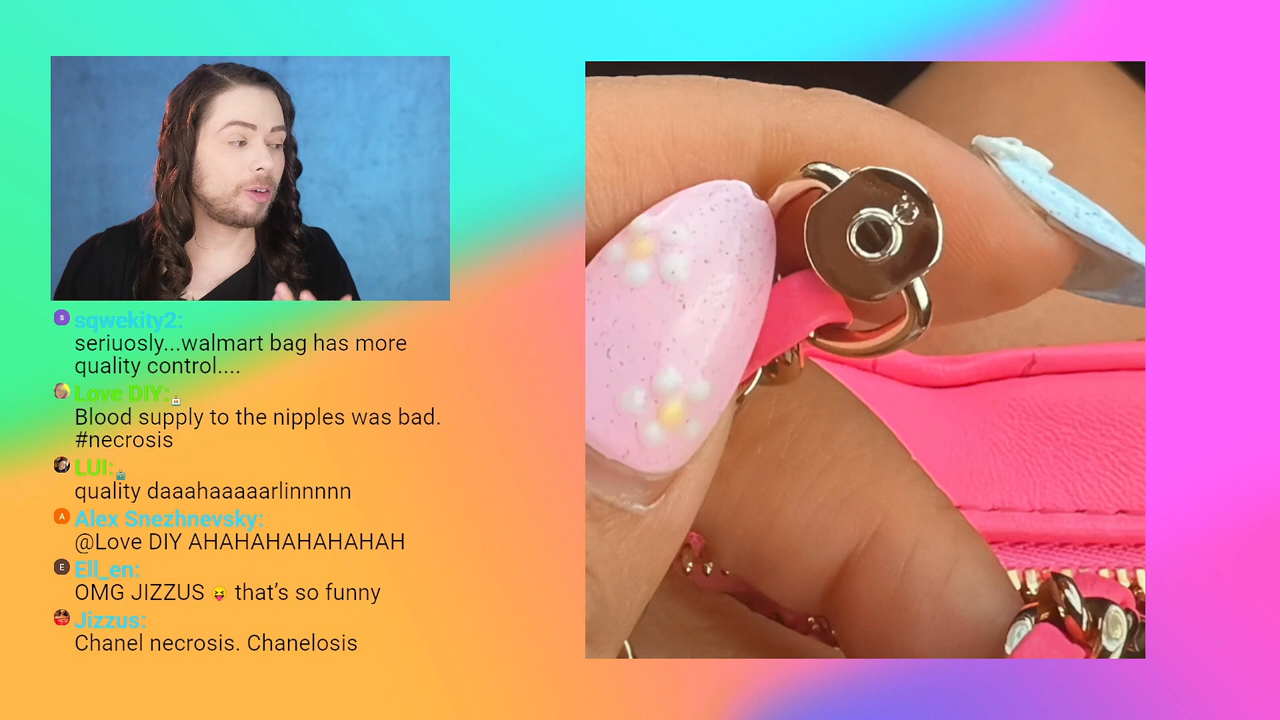 S
sqwekity2:
seriuosly...walmart bag has more
quality control....
Love DIY:
Blood supply to the nipples was bad.
#necrosis
LUI:
quality daaahaaaaarlinnnnn
A
Alex Snezhnevsky:
@Love DIY AHAHAHAHAHAHAH
E
Ell_en:
OMG JIZZUS 😝 that’s so funny
Jizzus:
Chanel necrosis. Chanelosis